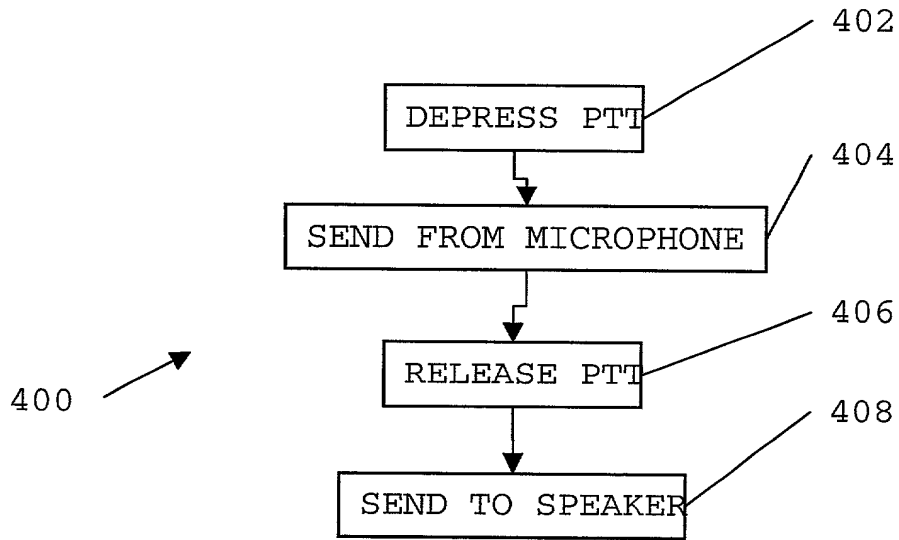 402
DEPRESS PTT
404
SEND FROM MICROPHONE
406
RELEASE PTT
400
408
SEND TO SPEAKER